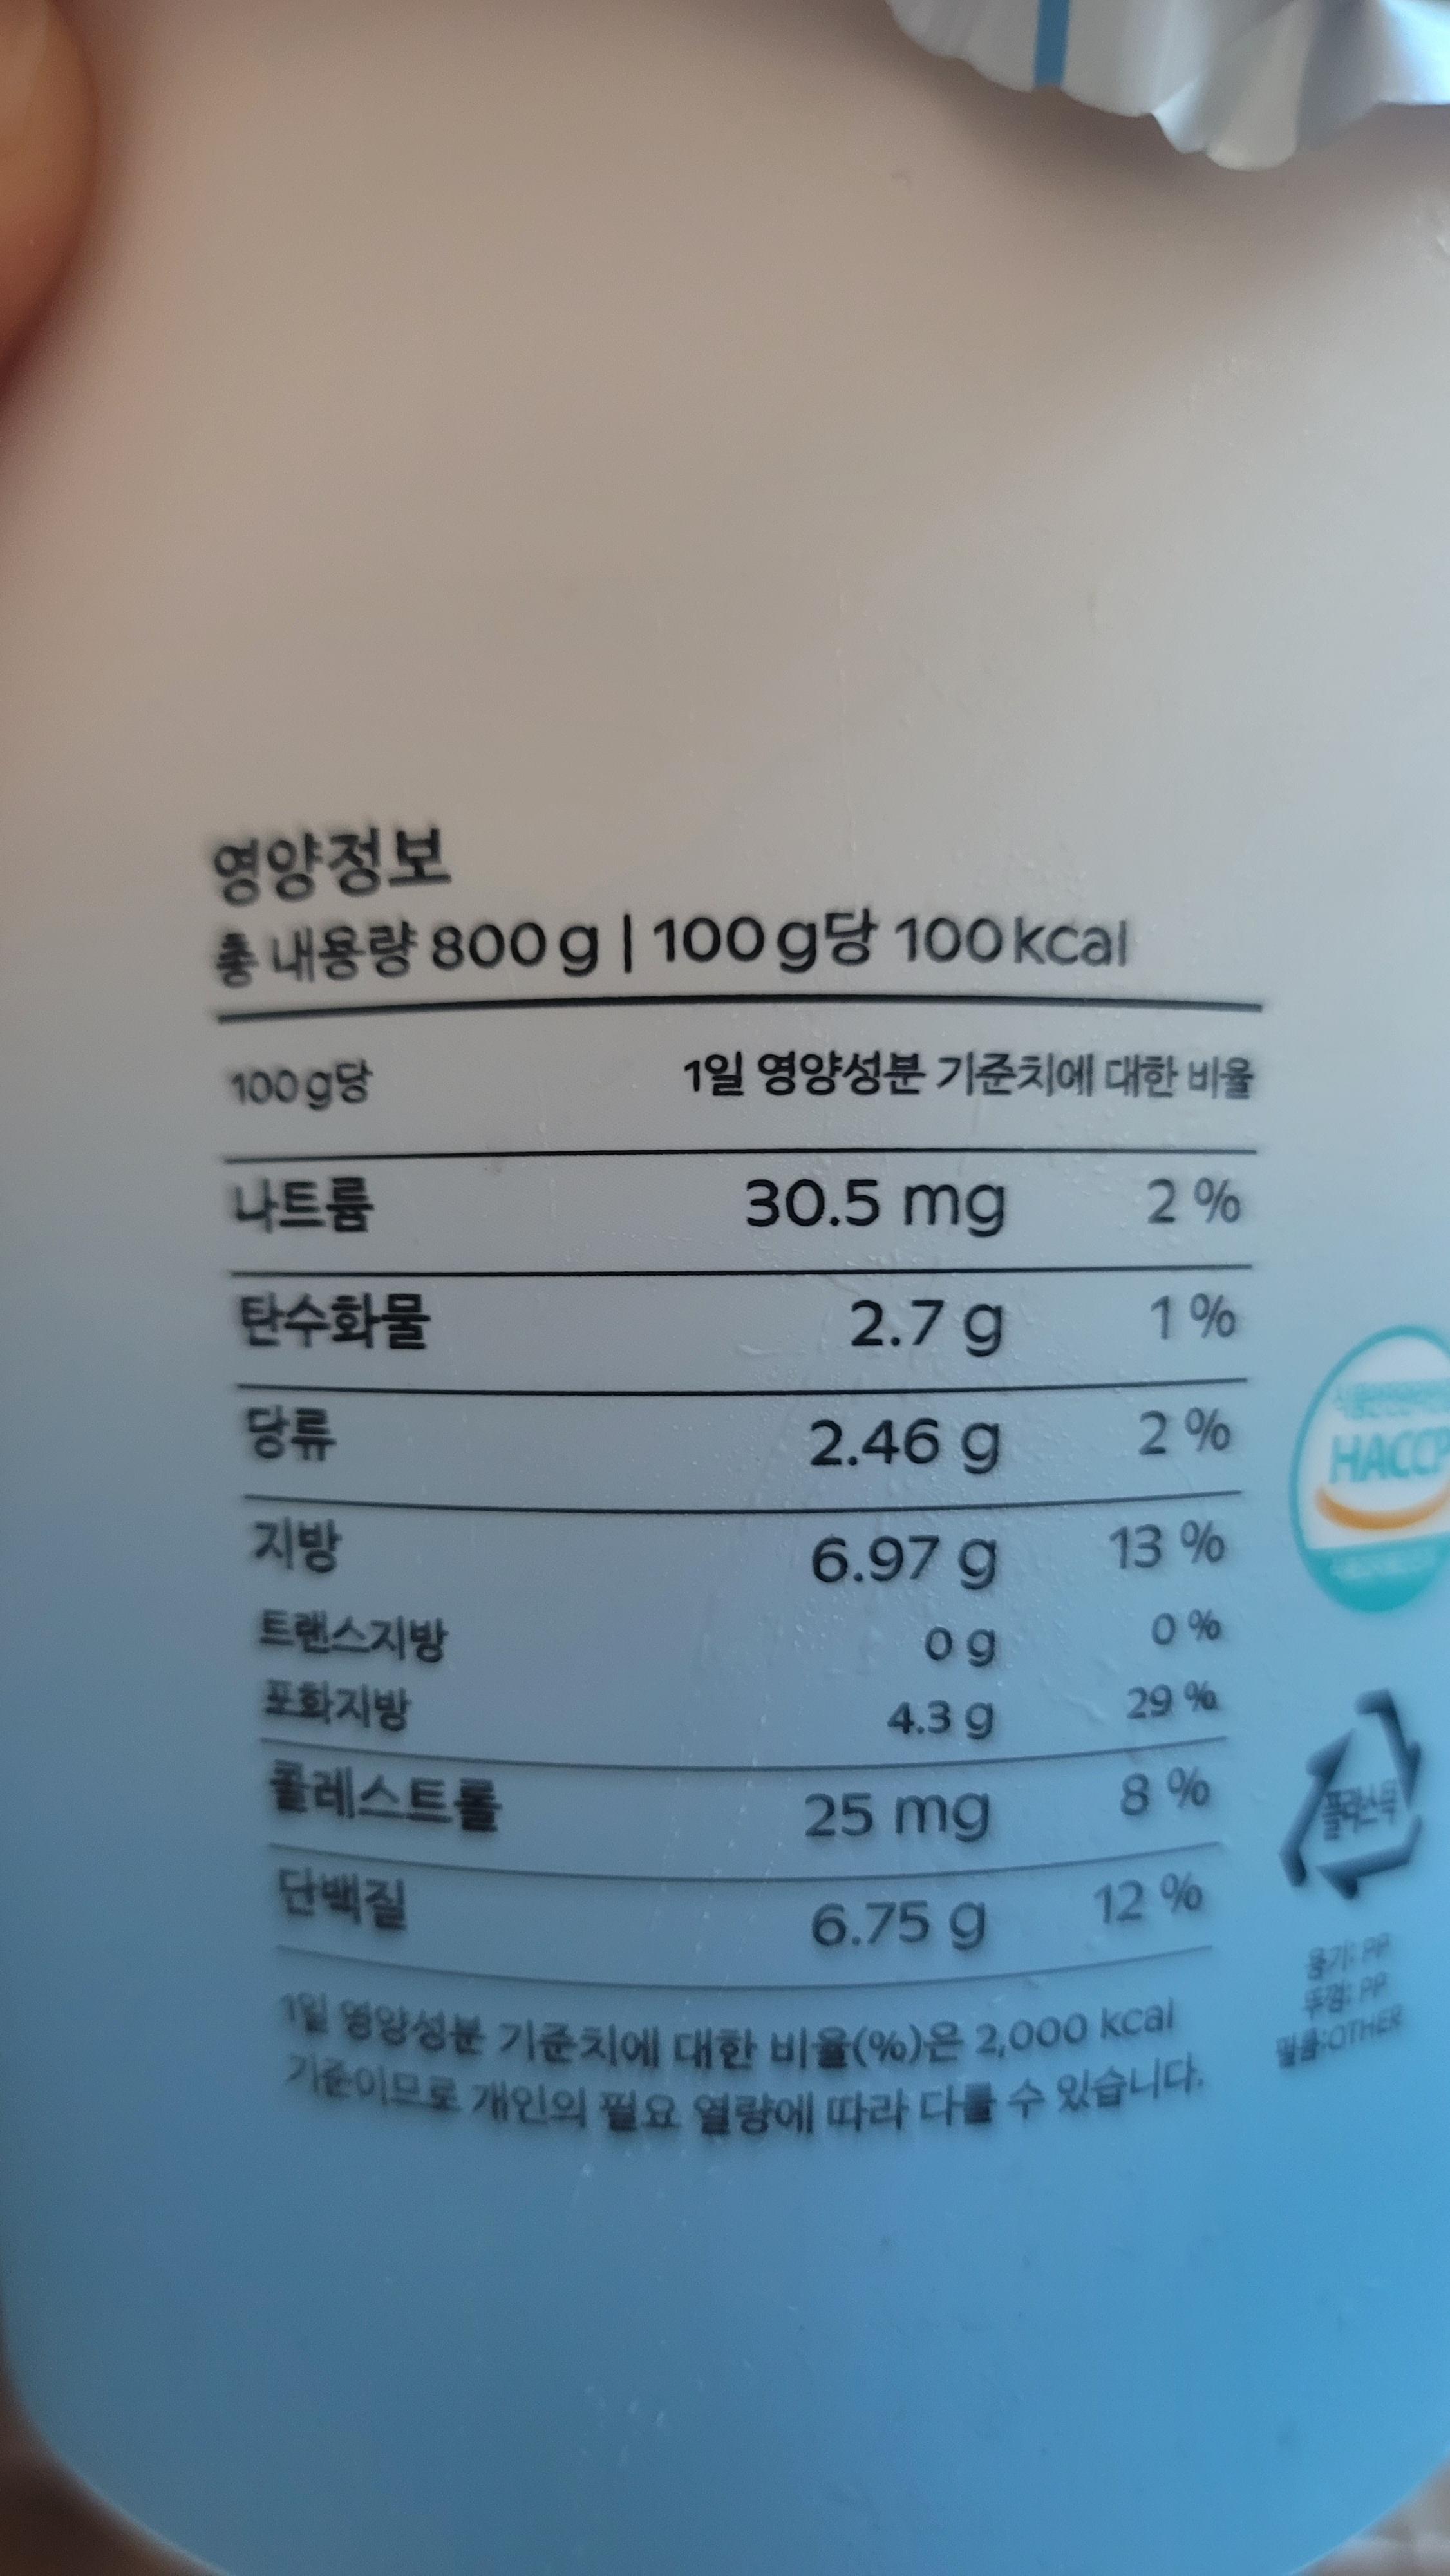 영양정보
총 내용량 800 g | 100 g당 100 kcal
100 g당 1일 영양성분 기준치에 대한 비율
나트륨 30.5 mg 2 %
탄수화물 2.7 g 1 %
당류 2.46 g 2 %
지방 6.97 g 13 %
트랜스지방 0 g 0 %
포화지방 4.3 g 29 %
콜레스트롤 25 mg 8 %
단백질 6.75 g 12 %
1일 영양성분 기준치에 대한 비율(%)은 2,000 kcal
기준이므로 개인의 필요 열량에 따라 다를 수 있습니다.
HACCP
플라스틱
용기: PP
뚜껑: PP
필름:OTHER